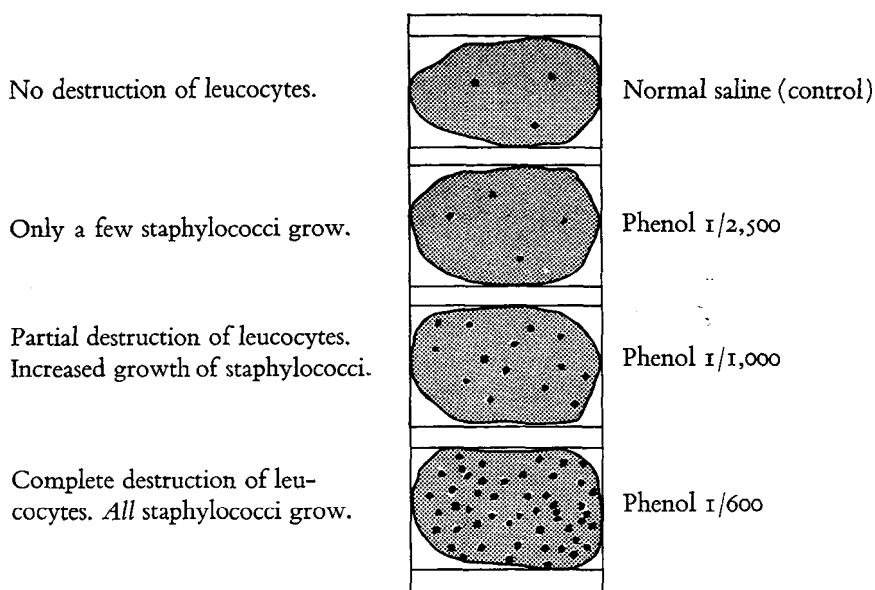 No destruction of leucocytes.
Normal saline (control)
Only a few staphylococci grow.
Phenol 1/2,500
Partial destruction of leucocytes.
Increased growth of staphylococci.
Phenol 1/1,000
Complete destruction of leu-
cocytes. All staphylococci grow.
Phenol 1/600